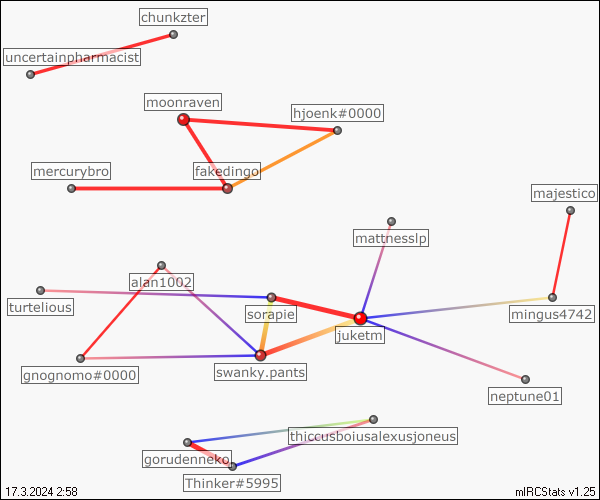 chunkzter
uncertainpharmacist
moonraven
hjoenk#0000
mercurybro
fakedingo
majestico
mattnesslp
alan1002
turtelious
sorapie
mingus4742
juketm
gnognomo#0000
swanky.pants
neptune01
thiccusboiusalexusjoneus
gorudenneko
Thinker#5995
17.3.2024 2:58
mIRCStats v1.25